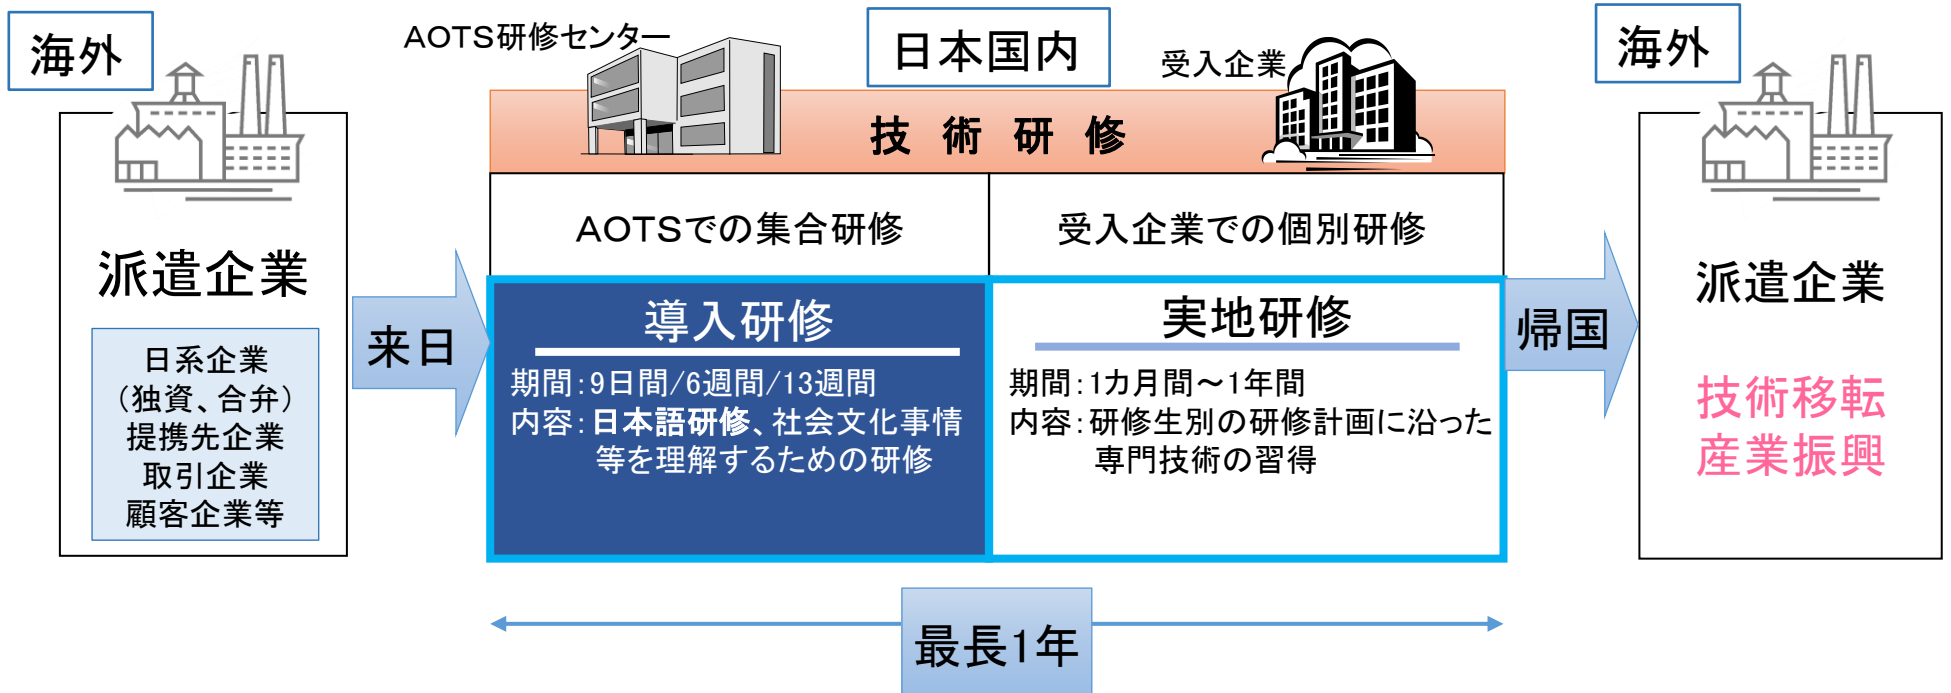 海外
派遣企業
日系企業
（独資、合弁）
提携先企業
取引企業
顧客企業等
来日
AOTS研修センター
日本国内
受入企業
技術研修
AOTSでの集合研修
受入企業での個別研修
導入研修
期間：9日間/6週間/13週間
内容：日本語研修、社会文化事情
等を理解するための研修
実地研修
期間：1カ月間～1年間
内容：研修生別の研修計画に沿った
専門技術の習得
最長1年
帰国
海外
派遣企業
技術移転
産業振興